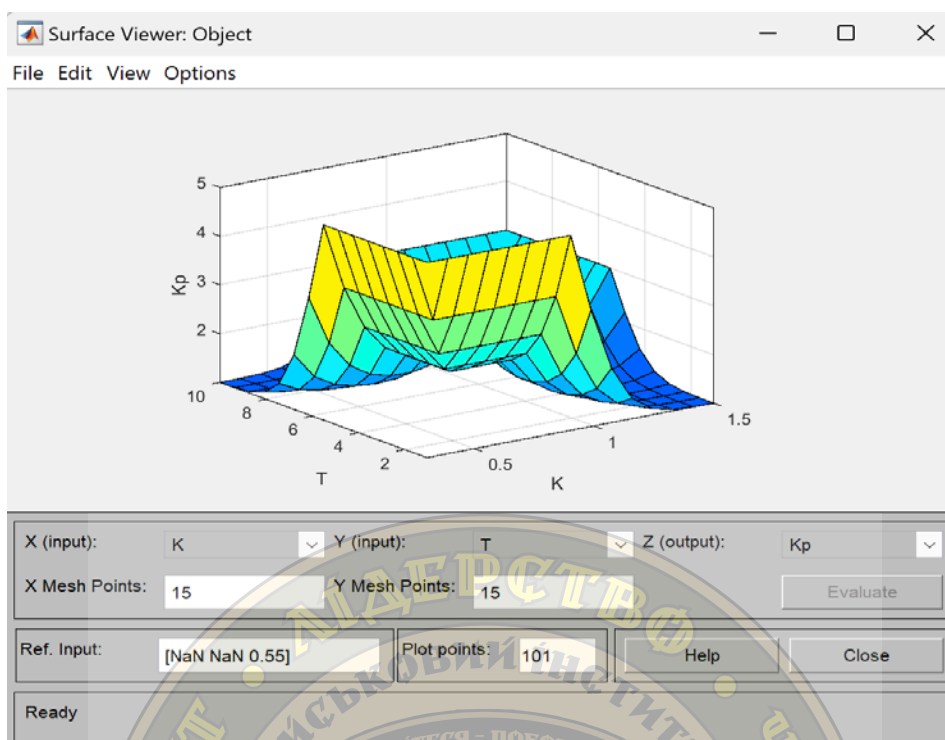 Surface Viewer: Object
File Edit View Options
5
4
3
2
Kp
10
8
6
4
2
T
0.5
1
1.5
K
X (input): K Y (input): T Z (output): Kp
X Mesh Points: 15 Y Mesh Points: 15 Evaluate
Ref. Input: [NaN NaN 0.55] Plot points: 101 Help Close
Ready
ЛІДЕРСТВО